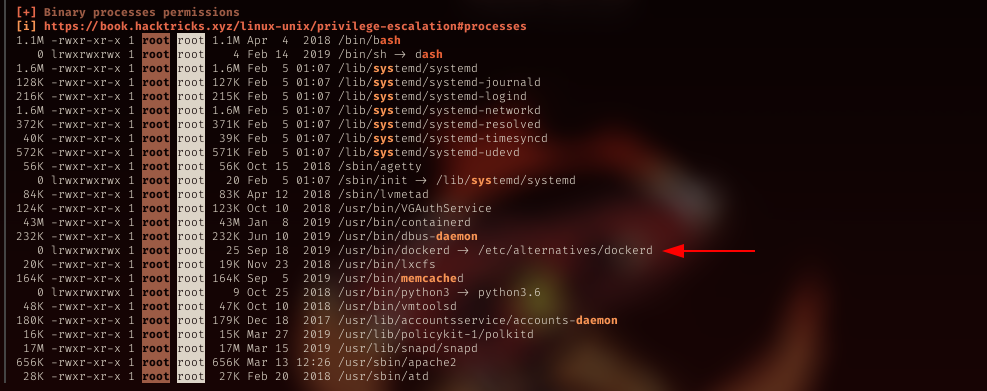 [+] Binary processes permissions
[i] https://book.hacktricks.xyz/linux-unix/privilege-escalation#processes
1.1M -rwxr-xr-x 1 root root 1.1M Apr  4  2018 /bin/bash
   0 lrwxrwxrwx 1 root root    4 Feb 14  2019 /bin/sh -> dash
1.6M -rwxr-xr-x 1 root root 1.6M Feb  5 01:07 /lib/systemd/systemd
128K -rwxr-xr-x 1 root root 127K Feb  5 01:07 /lib/systemd/systemd-journald
216K -rwxr-xr-x 1 root root 215K Feb  5 01:07 /lib/systemd/systemd-logind
1.6M -rwxr-xr-x 1 root root 1.6M Feb  5 01:07 /lib/systemd/systemd-networkd
372K -rwxr-xr-x 1 root root 371K Feb  5 01:07 /lib/systemd/systemd-resolved
 40K -rwxr-xr-x 1 root root  39K Feb  5 01:07 /lib/systemd/systemd-timesyncd
572K -rwxr-xr-x 1 root root 571K Feb  5 01:07 /lib/systemd/systemd-udevd
 56K -rwxr-xr-x 1 root root  56K Oct 15  2018 /sbin/agetty
   0 lrwxrwxrwx 1 root root   20 Feb  5 01:07 /sbin/init -> /lib/systemd/systemd
 84K -rwxr-xr-x 1 root root  83K Apr 12  2018 /sbin/lvmetad
124K -rwxr-xr-x 1 root root 123K Oct 10  2018 /usr/bin/VGAuthService
 43M -rwxr-xr-x 1 root root  43M Jan  8  2019 /usr/bin/containerd
232K -rwxr-xr-x 1 root root 232K Jun 10  2019 /usr/bin/dbus-daemon
   0 lrwxrwxrwx 1 root root   25 Sep 18  2019 /usr/bin/dockerd -> /etc/alternatives/dockerd
 20K -rwxr-xr-x 1 root root  19K Nov 23  2018 /usr/bin/lxcfs
164K -rwxr-xr-x 1 root root 164K Sep  5  2019 /usr/bin/memcached
   0 lrwxrwxrwx 1 root root    9 Oct 25  2018 /usr/bin/python3 -> python3.6
 48K -rwxr-xr-x 1 root root  47K Oct 10  2018 /usr/bin/vmtoolsd
180K -rwxr-xr-x 1 root root 179K Dec 18  2017 /usr/lib/accountsservice/accounts-daemon
 16K -rwxr-xr-x 1 root root  15K Mar 27  2019 /usr/lib/policykit-1/polkitd
 17M -rwxr-xr-x 1 root root  17M Mar 15  2019 /usr/lib/snapd/snapd
656K -rwxr-xr-x 1 root root 656K Mar 13 12:26 /usr/sbin/apache2
 28K -rwxr-xr-x 1 root root  27K Feb 20  2018 /usr/sbin/atd